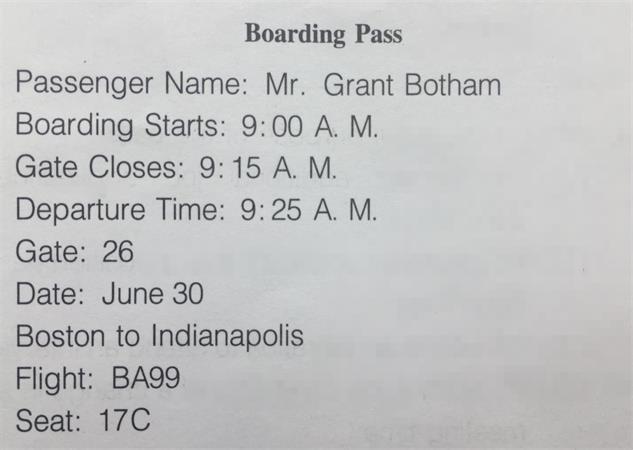 Boarding Pass
Passenger Name: Mr. Grant Botham
Boarding Starts: 9:00 A. M.
Gate Closes: 9:15 A. M.
Departure Time: 9:25 A. M.
Gate: 26
Date: June 30
Boston to Indianapolis
Flight: BA99
Seat: 17C